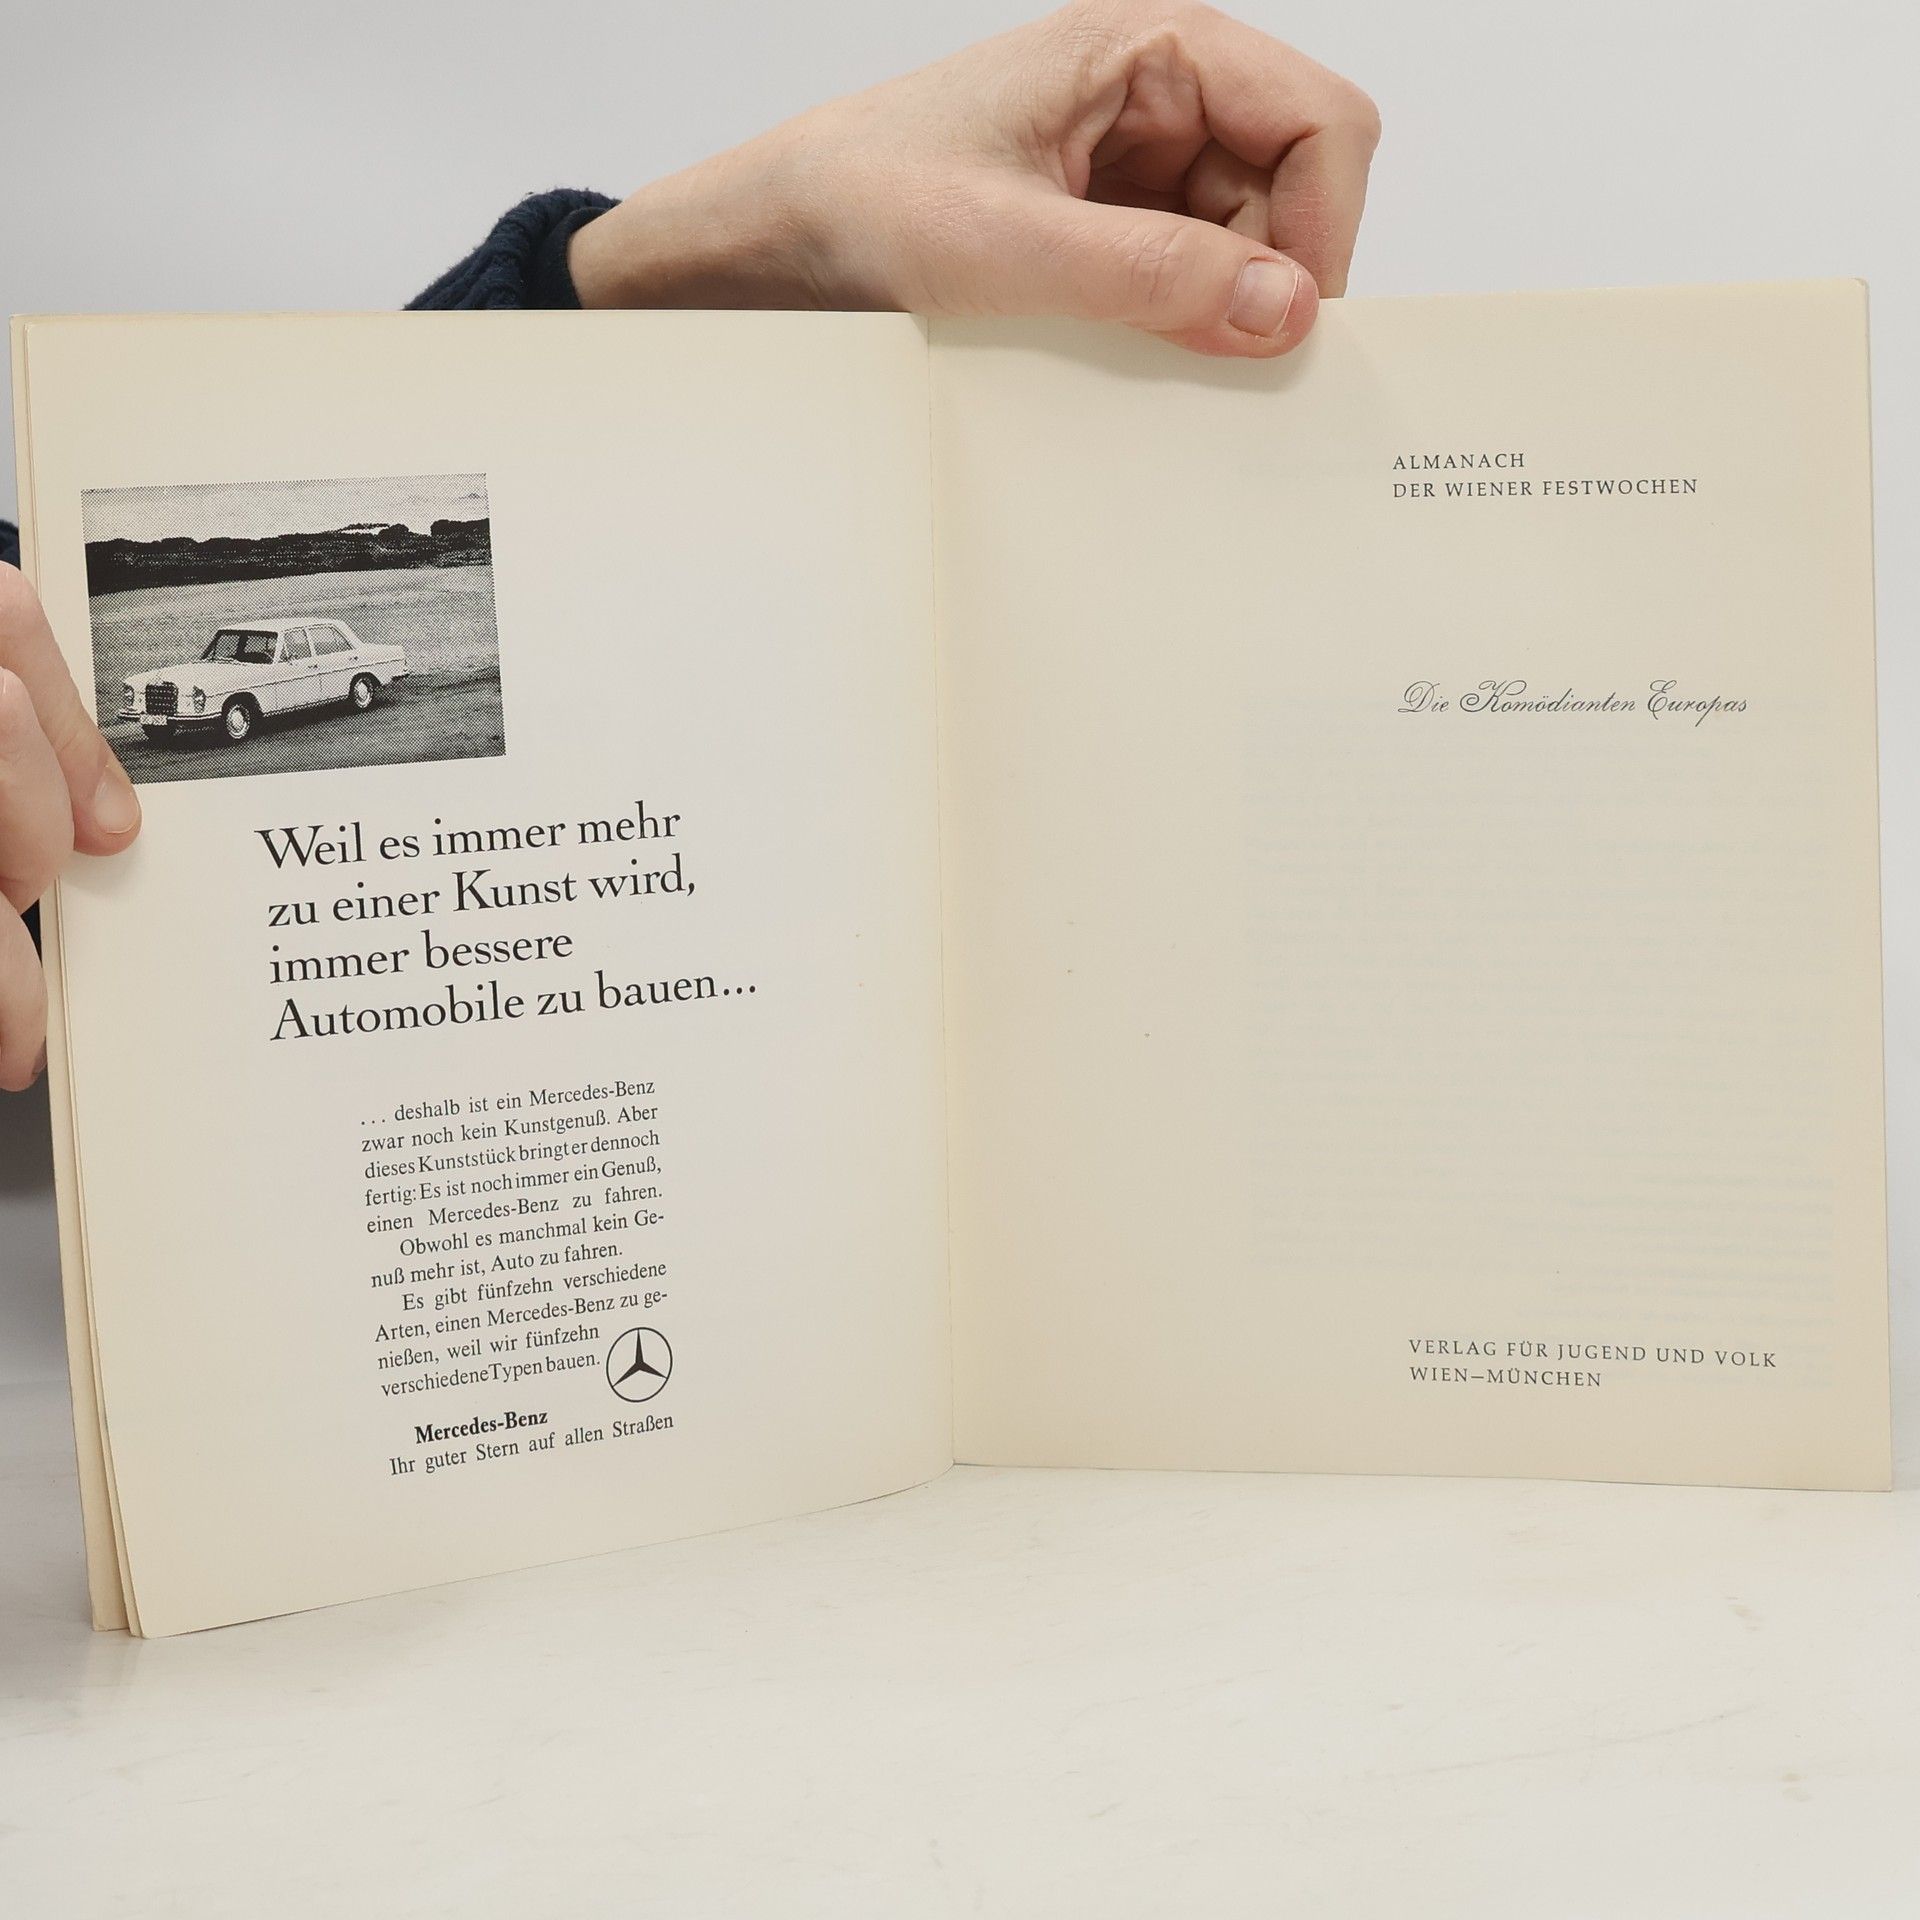 Weil es immer mehr
zu einer Kunst wird,
immer bessere
Automobile zu bauen...
... deshalb ist ein Mercedes-Benz
zwar noch kein Kunstgenuß. Aber
dieses Kunststück bringt er dennoch
fertig: Es ist noch immer ein Genuß,
einen Mercedes-Benz zu fahren.
Obwohl es manchmal kein Ge-
nuß mehr ist, Auto zu fahren.
Es gibt fünfzehn verschiedene
Arten, einen Mercedes-Benz zu ge-
nießen, weil wir fünfzehn
verschiedene Typen bauen.
Mercedes-Benz
Ihr guter Stern auf allen Straßen
ALMANACH
DER WIENER FESTWOCHEN
Die Komödianten Europas
VERLAG FÜR JUGEND UND VOLK
WIEN–MÜNCHEN